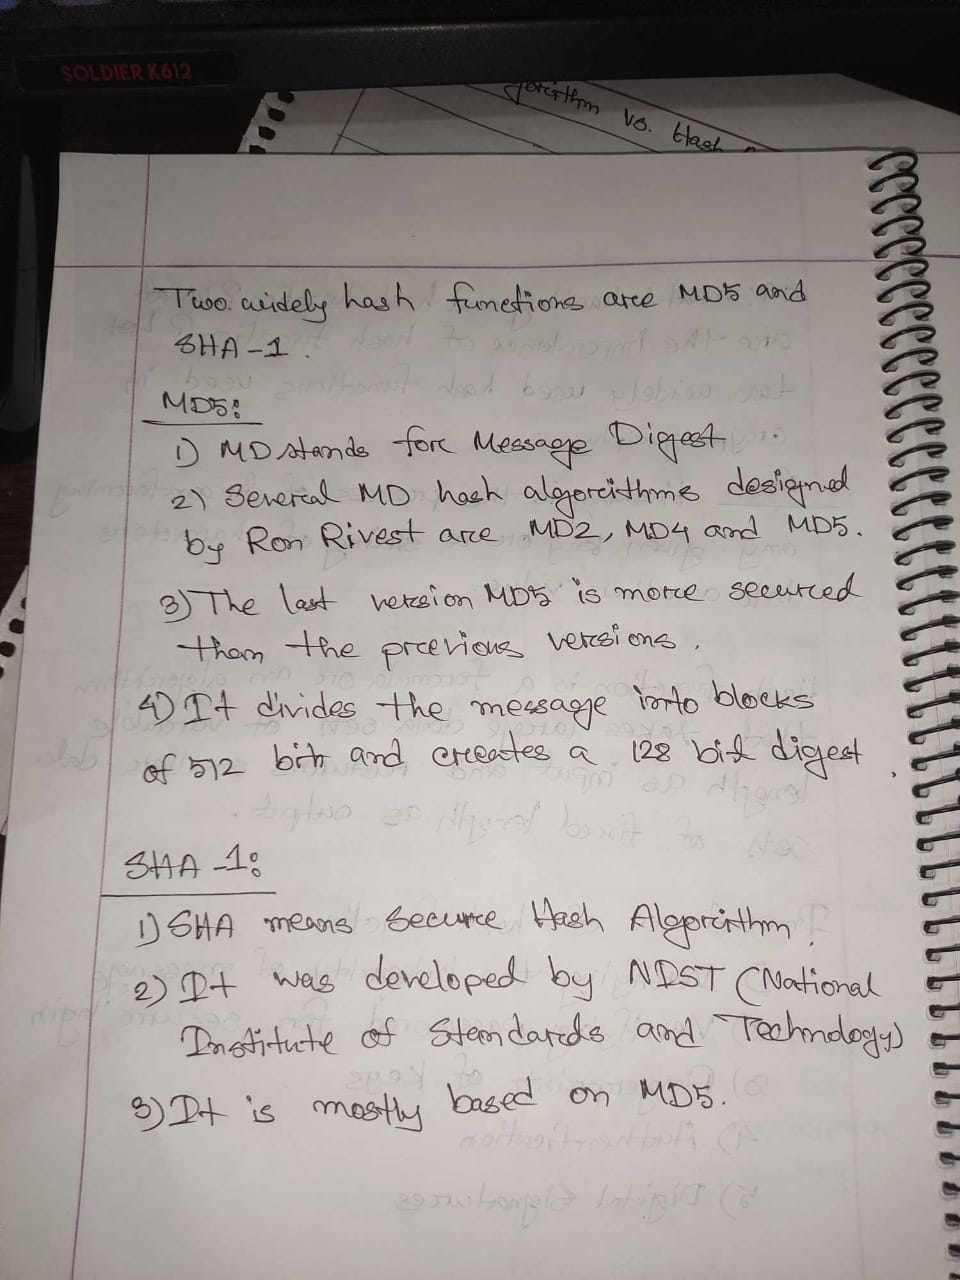 SOLDIER K612
vs. Hash
Two widely hash functions are MD5 and
SHA-1.
MD5:
1) MD stands for Message Digest.
2) Several MD hash algorithms designed
by Ron Rivest are MD2, MD4 and MD5.
3) The last version MD5 is more secured
than the previous versions.
4) It divides the message into blocks
of 512 bit and creates a 128 bit digest.
SHA-1:
1) SHA means Secure Hash Algorithm.
2) It was developed by NIST (National
Institute of Standards and Technology)
3) It is mostly based on MD5.